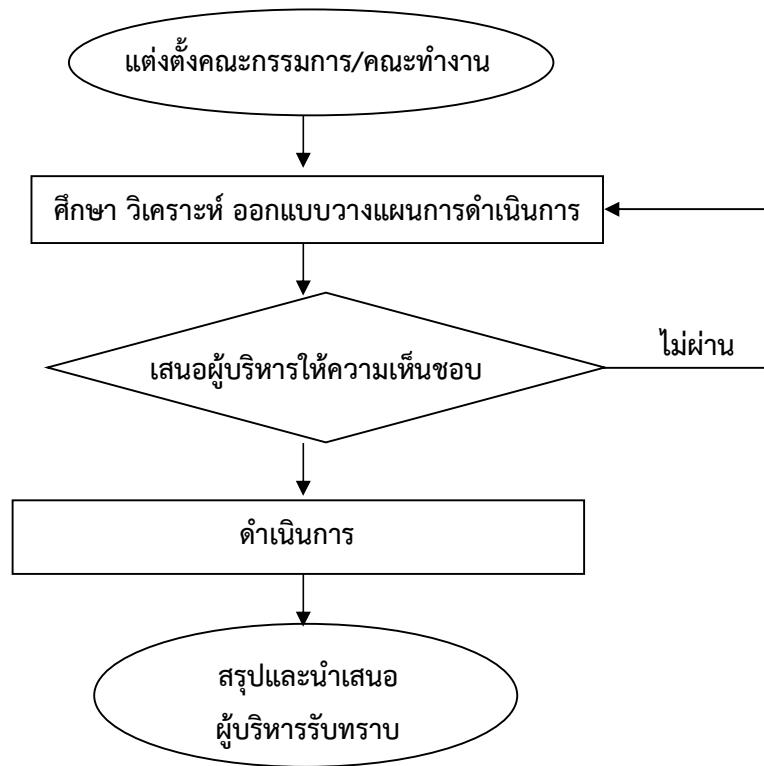 แต่งตั้งคณะกรรมการ/คณะทำงาน
ศึกษา วิเคราะห์ ออกแบบวางแผนการดำเนินการ
ไม่ผ่าน
เสนอผู้บริหารให้ความเห็นชอบ
ดำเนินการ
สรุปและนำเสนอ
ผู้บริหารรับทราบ